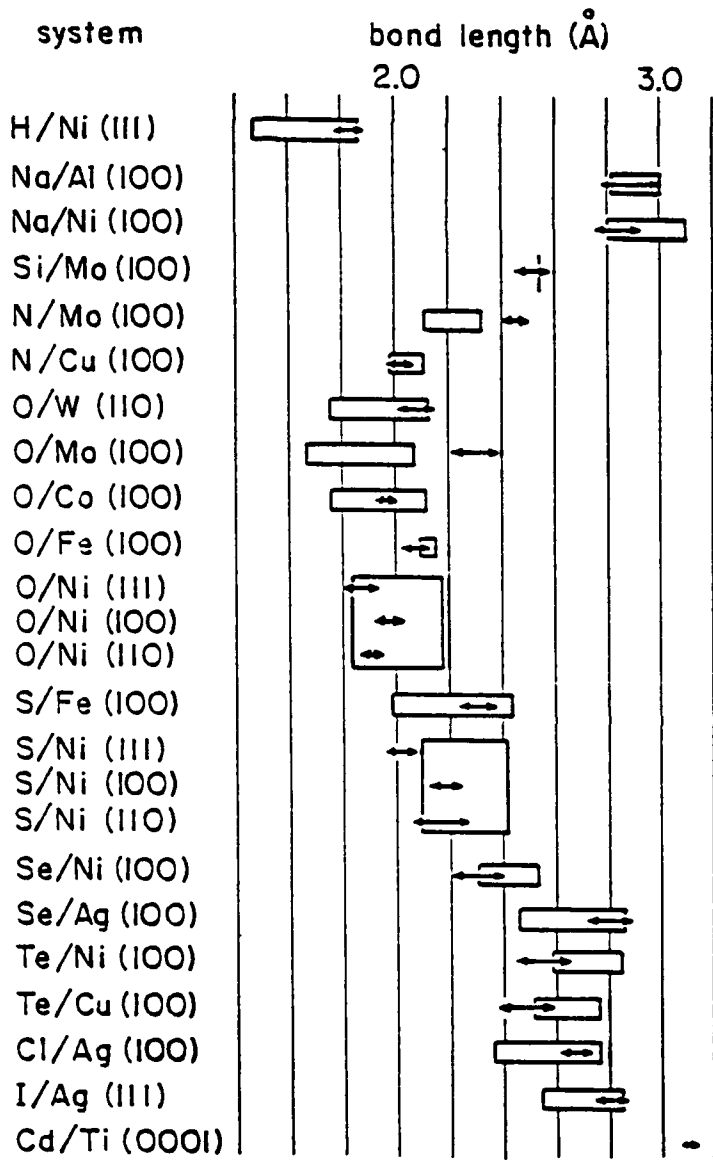 system bond length (Å)
2.0 3.0
H/Ni (111)
Na/Al (100)
Na/Ni (100)
Si/Mo (100)
N/Mo (100)
N/Cu (100)
O/W (110)
O/Mo (100)
O/Co (100)
O/Fe (100)
O/Ni (111)
O/Ni (100)
O/Ni (110)
S/Fe (100)
S/Ni (111)
S/Ni (100)
S/Ni (110)
Se/Ni (100)
Se/Ag (100)
Te/Ni (100)
Te/Cu (100)
Cl/Ag (100)
I/Ag (111)
Cd/Ti (0001)